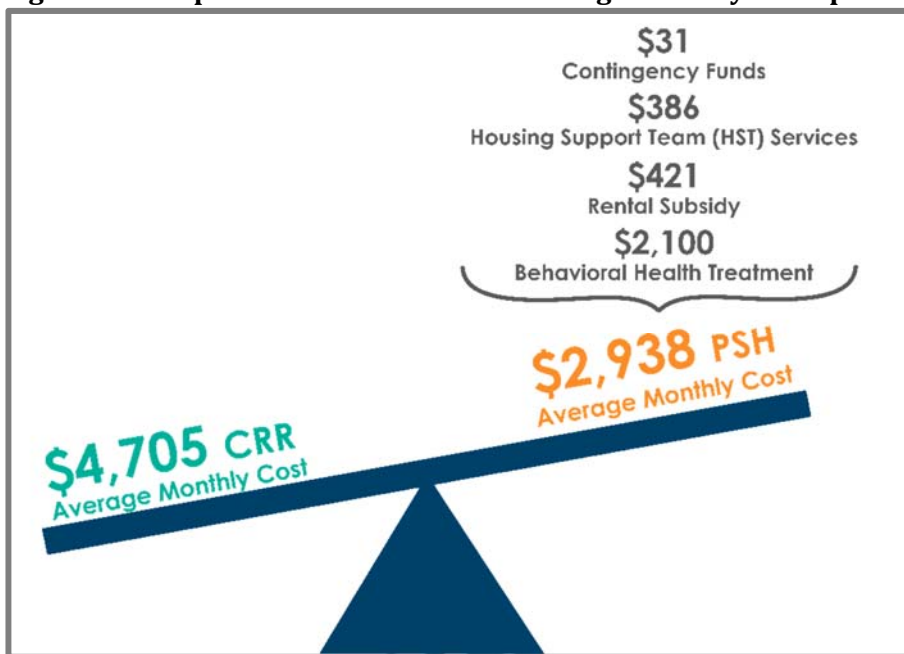 $31
Contingency Funds
$386
Housing Support Team (HST) Services
$421
Rental Subsidy
$2,100
Behavioral Health Treatment
$2,938 PSH
Average Monthly Cost
$4,705 CRR
Average Monthly Cost